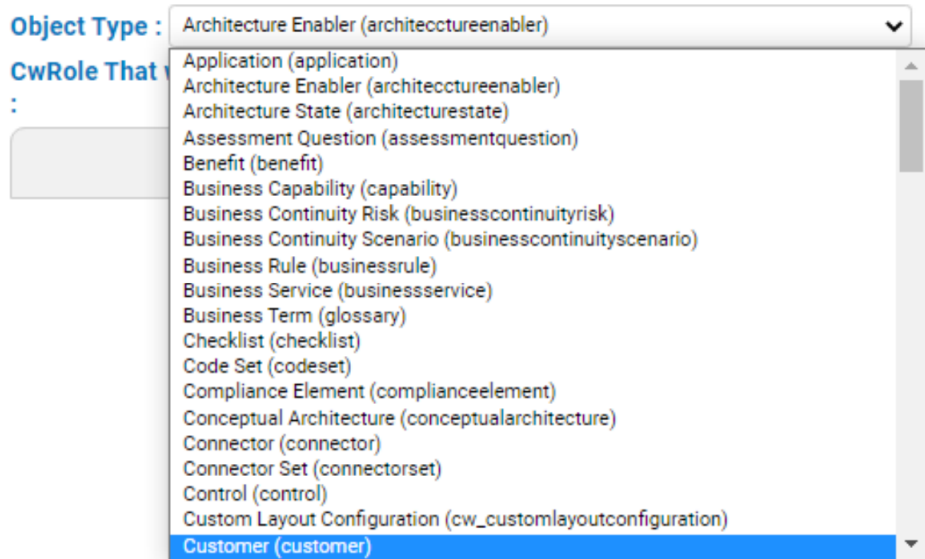 Object Type : Architecture Enabler (architecctureenabler)
CwRole That
:
Application (application)
Architecture Enabler (architecctureenabler)
Architecture State (architecturestate)
Assessment Question (assessmentquestion)
Benefit (benefit)
Business Capability (capability)
Business Continuity Risk (businesscontinuityrisk)
Business Continuity Scenario (businesscontinuityscenario)
Business Rule (businessrule)
Business Service (businessservice)
Business Term (glossary)
Checklist (checklist)
Code Set (codeset)
Compliance Element (complianceelement)
Conceptual Architecture (conceptualarchitecture)
Connector (connector)
Connector Set (connectorset)
Control (control)
Custom Layout Configuration (cw_customlayoutconfiguration)
Customer (customer)